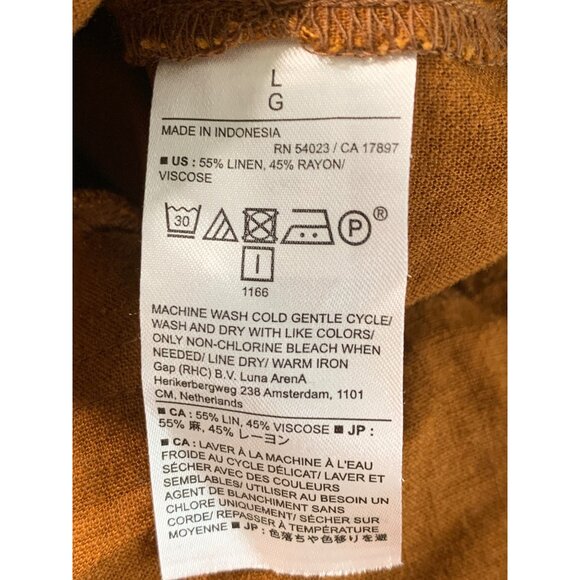 L
G
MADE IN INDONESIA
RN 54023 / CA 17897
■ US : 55% LINEN, 45% RAYON/
VISCOSE
30 P ®
1166
MACHINE WASH COLD GENTLE CYCLE/
WASH AND DRY WITH LIKE COLORS/
ONLY NON-CHLORINE BLEACH WHEN
NEEDED/ LINE DRY/ WARM IRON
Gap (RHC) B.V. Luna ArenA
Herikerbergweg 238 Amsterdam, 1101
CM, Netherlands
■ CA : 55% LIN, 45% VISCOSE ■ JP :
55% 麻, 45% レーヨン
■ CA : LAVER À LA MACHINE À L'EAU
FROIDE AU CYCLE DÉLICAT/ LAVER ET
SÉCHER AVEC DES COULEURS
SEMBLABLES/ UTILISER AU BESOIN UN
AGENT DE BLANCHIMENT SANS
CHLORE/ SÉCHER SUR UNE
CORDE/ REPASSER À TEMPÉRATURE
MOYENNE ■ JP : 色落ちや色移りを避